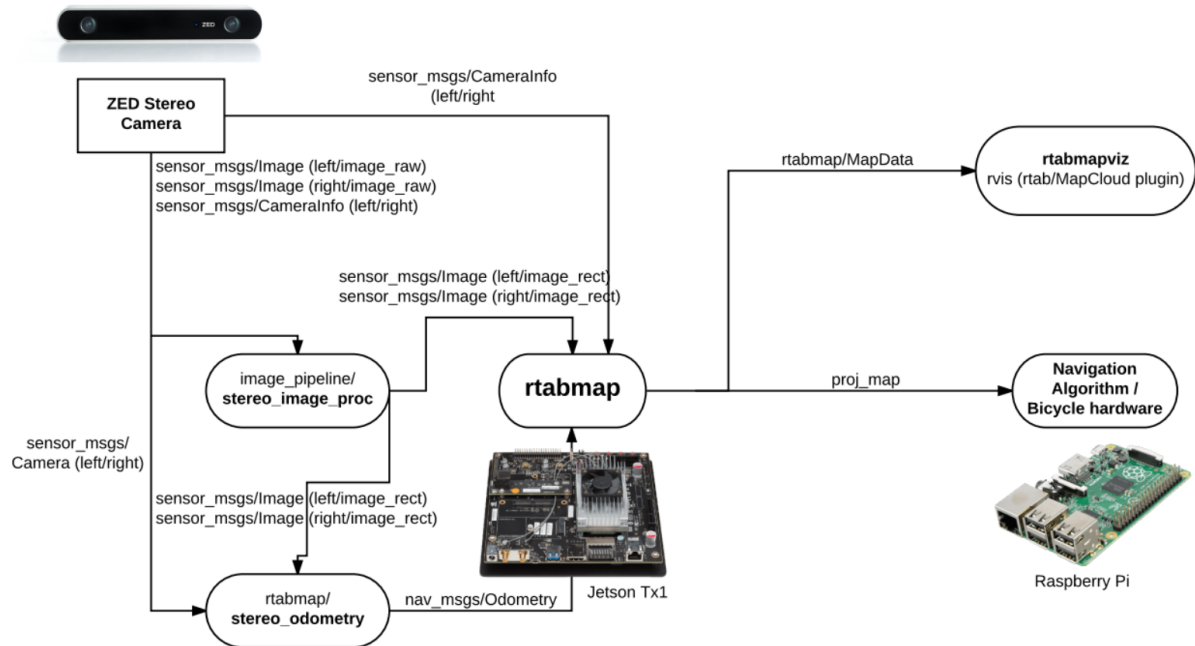 ZED
ZED Stereo
Camera
sensor_msgs/CameraInfo
(left/right
sensor_msgs/Image (left/image_raw)
sensor_msgs/Image (right/image_raw)
sensor_msgs/CameraInfo (left/right)
rtabmap/MapData
rtabmapviz
rvis (rtab/MapCloud plugin)
sensor_msgs/Image (left/image_rect)
sensor_msgs/Image (right/image_rect)
image_pipeline/
stereo_image_proc
rtabmap
proj_map
Navigation
Algorithm /
Bicycle hardware
sensor_msgs/
Camera (left/right)
sensor_msgs/Image (left/image_rect)
sensor_msgs/Image (right/image_rect)
Jetson Tx1
Raspberry Pi
rtabmap/
stereo_odometry
nav_msgs/Odometry